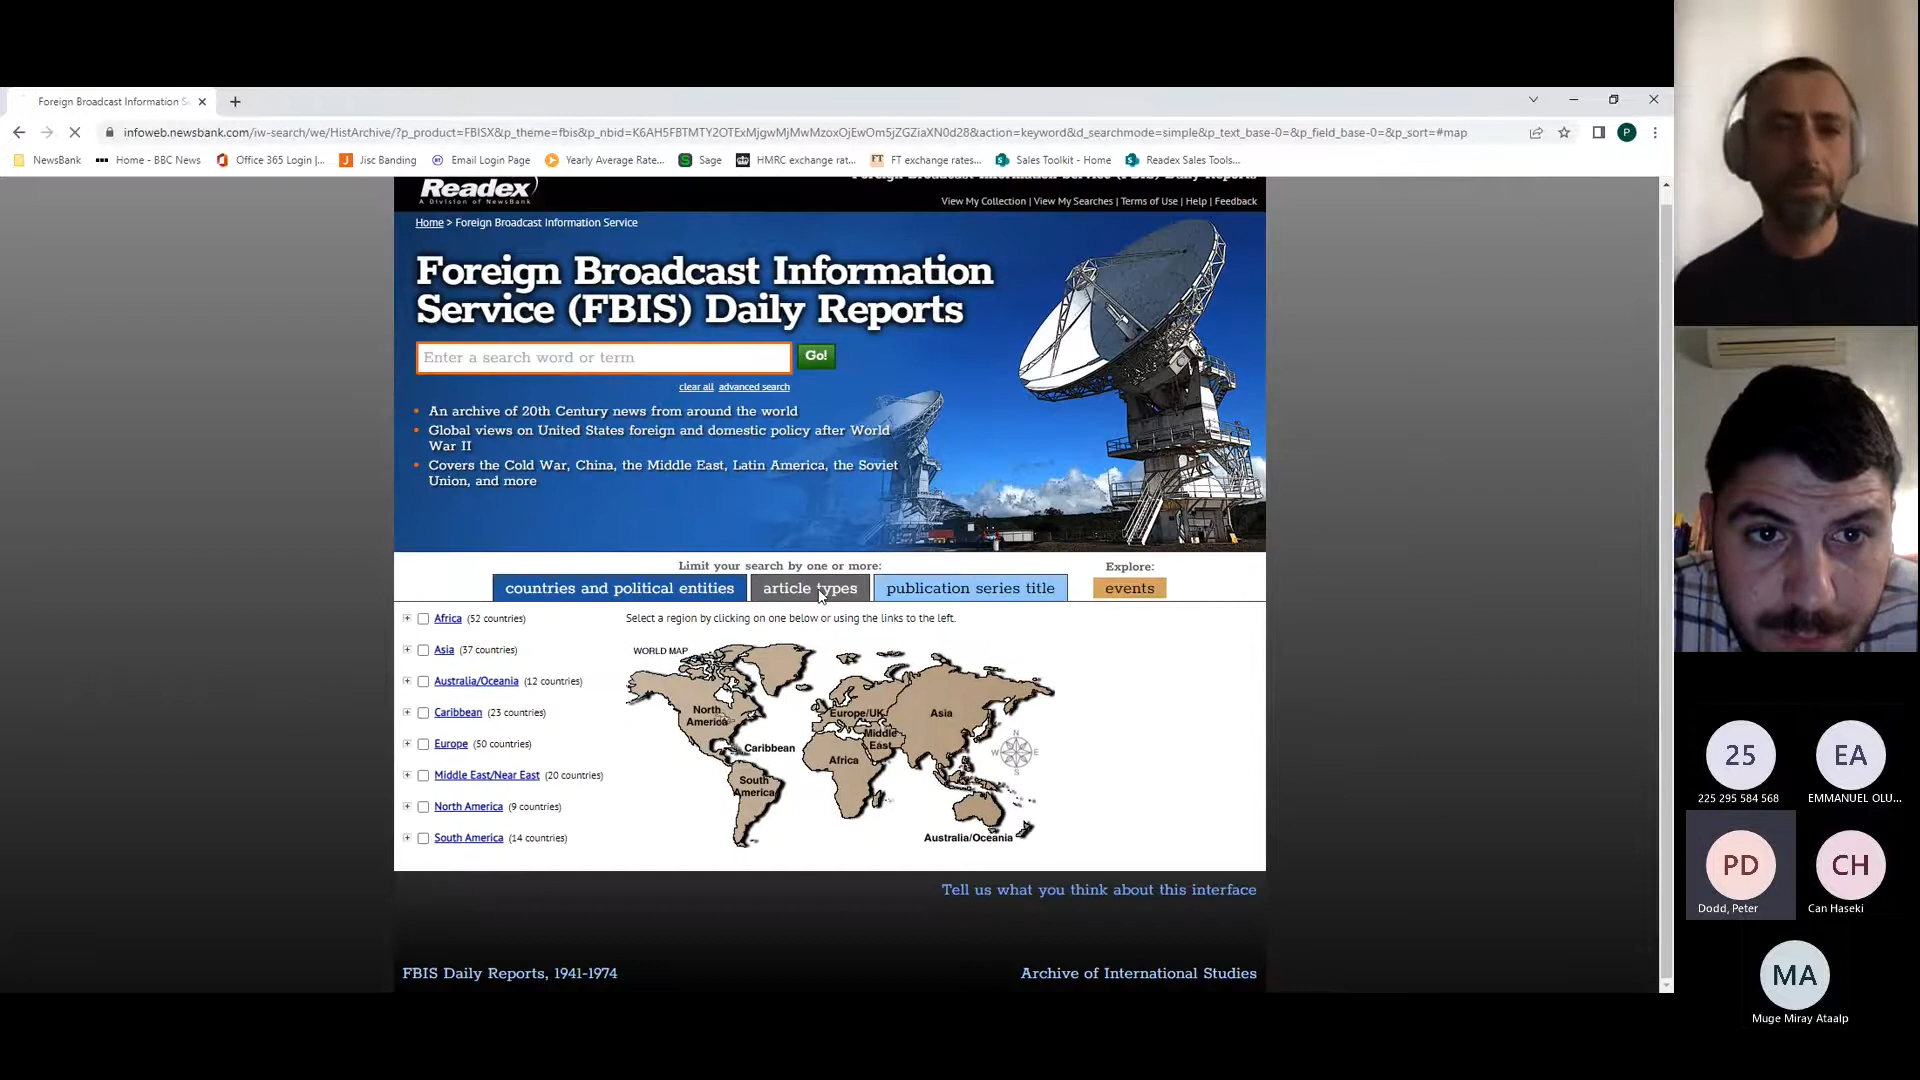 Foreign Broadcast Information S
infoweb.newsbank.com/iw-search/we/HistArchive/?p_product=FBISX&p_theme=fbis&p_nbid=K6AH5FBTMTY2OTExMjgwMjMwMzoxOjEwOm5jZGZiaXN0d28&action=keyword&d_searchmode=simple&p_text_base-0=&p_field_base-0=&p_sort=#map
P
NewsBank
Home - BBC News
Office 365 Login |...
Jisc Banding
Email Login Page
Yearly Average Rate...
Sage
HMRC exchange rat...
FT
FT exchange rates...
Sales Toolkit - Home
Readex Sales Tools...
Readex
A Division of NewsBank
Foreign Broadcast Information Service (FBIS) Daily Reports
View My Collection | View My Searches | Terms of Use | Help | Feedback
Home > Foreign Broadcast Information Service
Foreign Broadcast Information
Service (FBIS) Daily Reports
Enter a search word or term
Go!
clear all advanced search
An archive of 20th Century news from around the world
Global views on United States foreign and domestic policy after World
War II
Covers the Cold War, China, the Middle East, Latin America, the Soviet
Union, and more
Limit your search by one or more:
Explore:
countries and political entities
article types
publication series title
events
Africa (52 countries)
Asia (37 countries)
Australia/Oceania (12 countries)
Caribbean (23 countries)
Europe (50 countries)
Middle East/Near East (20 countries)
North America (9 countries)
South America (14 countries)
Select a region by clicking on one below or using the links to the left.
WORLD MAP
North
America
Caribbean
South
America
Europe/UK
Middle
East
Africa
Asia
Australia/Oceania
N
W E
S
Tell us what you think about this interface
FBIS Daily Reports, 1941-1974
Archive of International Studies
25
225 295 584 568
EA
EMMANUEL OLU...
PD
Dodd, Peter
CH
Can Haseki
MA
Muge Miray Ataalp